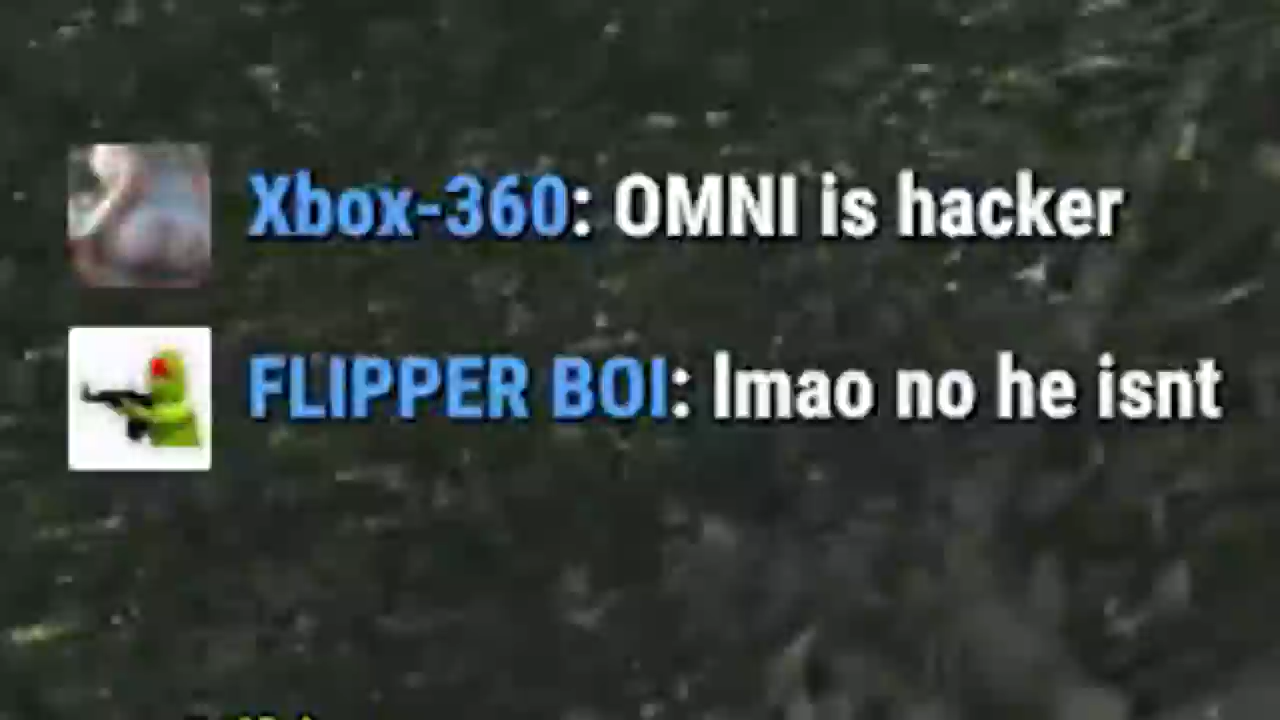 Xbox-360: OMNI is hacker
FLIPPER BOI: lmao no he isnt